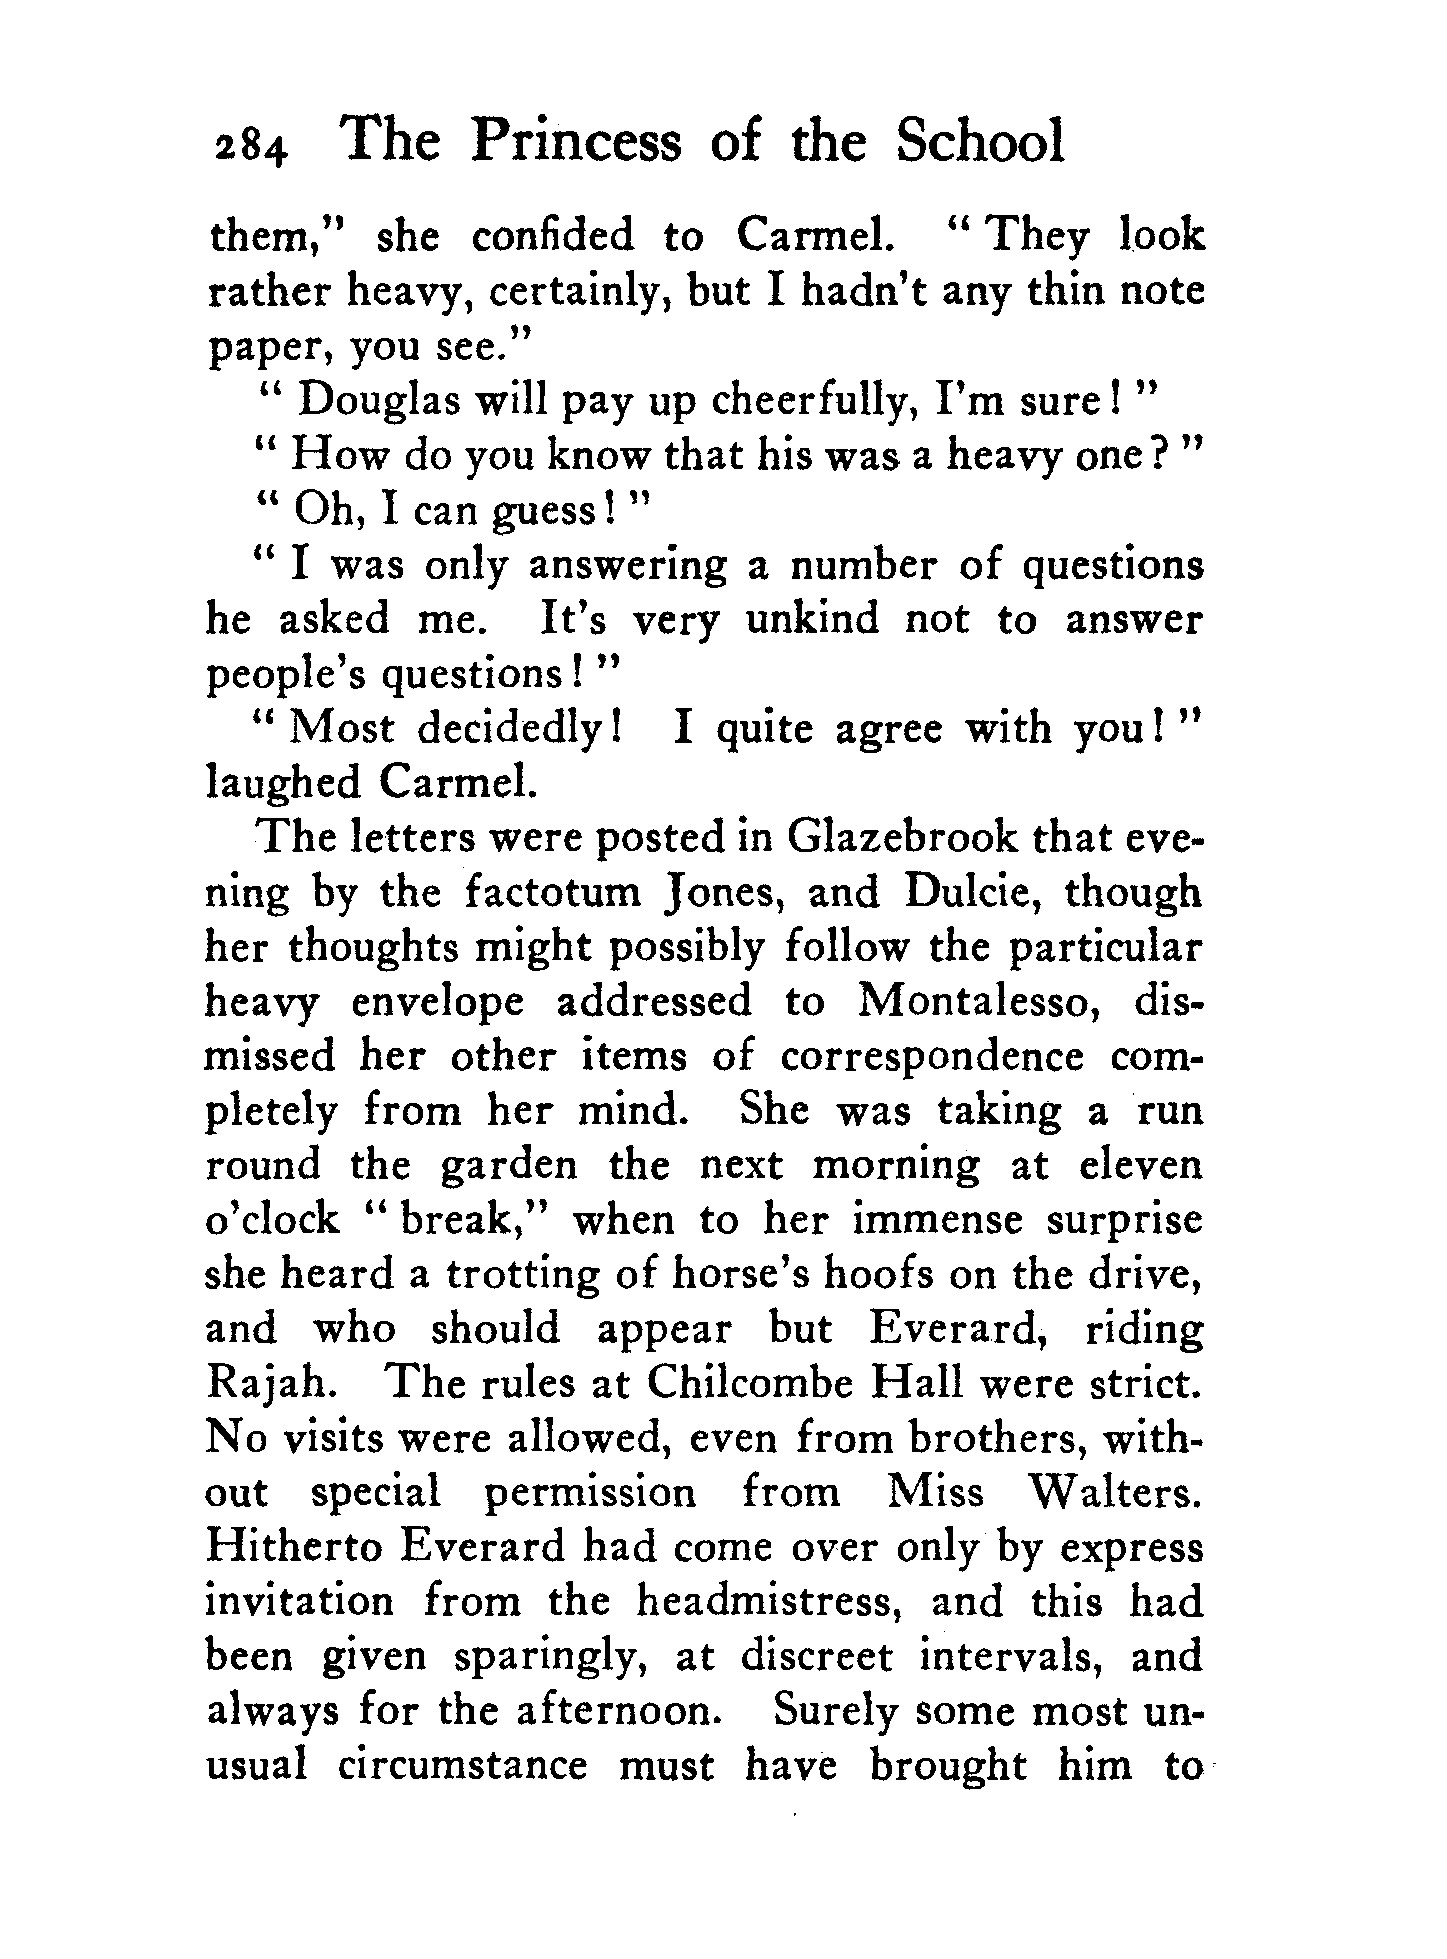 284 The Princess of the School
them,” she confided to Carmel. “ They look
rather heavy, certainly, but I hadn’t any thin note
paper, you see.”
“ Douglas will pay up cheerfully, I’m sure! ”
“ How do you know that his was a heavy one? ”
“ Oh, I can guess! ”
“ I was only answering a number of questions
he asked me. It’s very unkind not to answer
people’s questions! ”
“ Most decidedly! I quite agree with you! ”
laughed Carmel.
The letters were posted in Glazebrook that eve-
ning by the factotum Jones, and Dulcie, though
her thoughts might possibly follow the particular
heavy envelope addressed to Montalesso, dis-
missed her other items of correspondence com-
pletely from her mind. She was taking a run
round the garden the next morning at eleven
o’clock “ break,” when to her immense surprise
she heard a trotting of horse’s hoofs on the drive,
and who should appear but Everard, riding
Rajah. The rules at Chilcombe Hall were strict.
No visits were allowed, even from brothers, with-
out special permission from Miss Walters.
Hitherto Everard had come over only by express
invitation from the headmistress, and this had
been given sparingly, at discreet intervals, and
always for the afternoon. Surely some most un-
usual circumstance must have brought him to